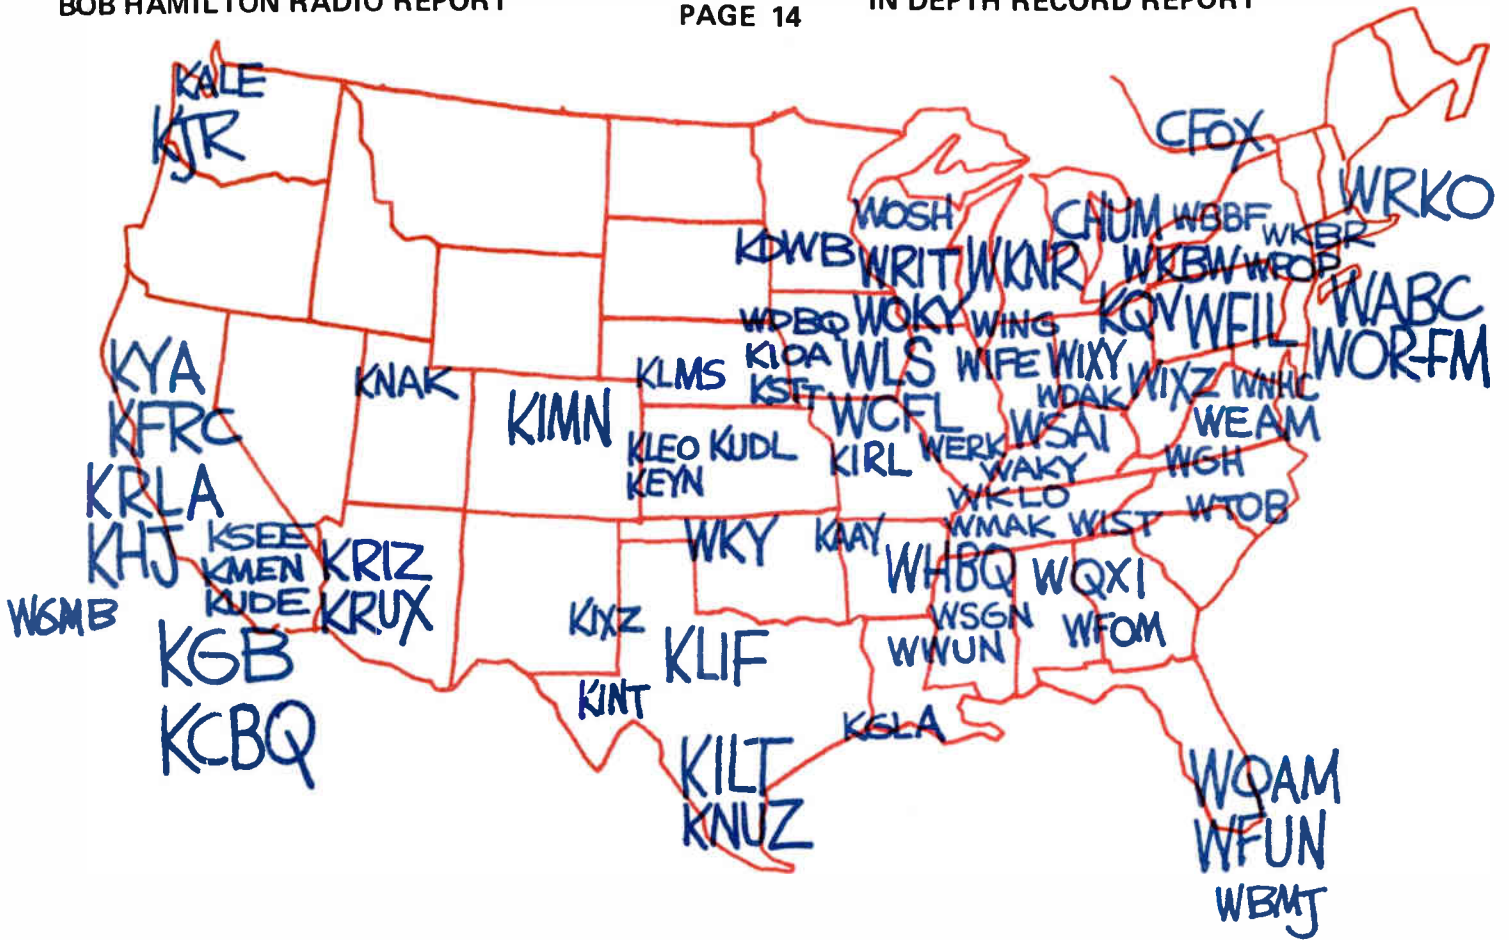 BOB HAMILTON RADIO REPORT
PAGE 14
IN DEPTH RECORD REPORT
KALE
KJR
CFOX
WRKO
WOSH
CHUM
WBBF
WKBR
KDWB
WRIT
WKNR
WKBW
WPOP
WDBQ
WOKY
WING
KQV
WFIL
WABC
KYA
KNAK
KLMS
KIOA
WLS
WIFE
WIXY
WOR-FM
KSTT
WDAK
WIXZ
WNHC
KFRC
KIMN
WCFL
WSAI
WEAM
KLEO
KUDL
KIRL
WERK
WAKY
WGH
KRLA
KEYN
WKLO
WTOB
KHJ
KSEE
WKY
KAAY
WMAK
WIST
KMEN
KRIZ
WHBQ
WQXI
KUDE
KRUX
WGMB
KIXZ
WSGN
WFOM
KGB
KLIF
WWUN
KINT
KCBQ
KGLA
KILT
WQAM
KNUZ
WFUN
WBMJ